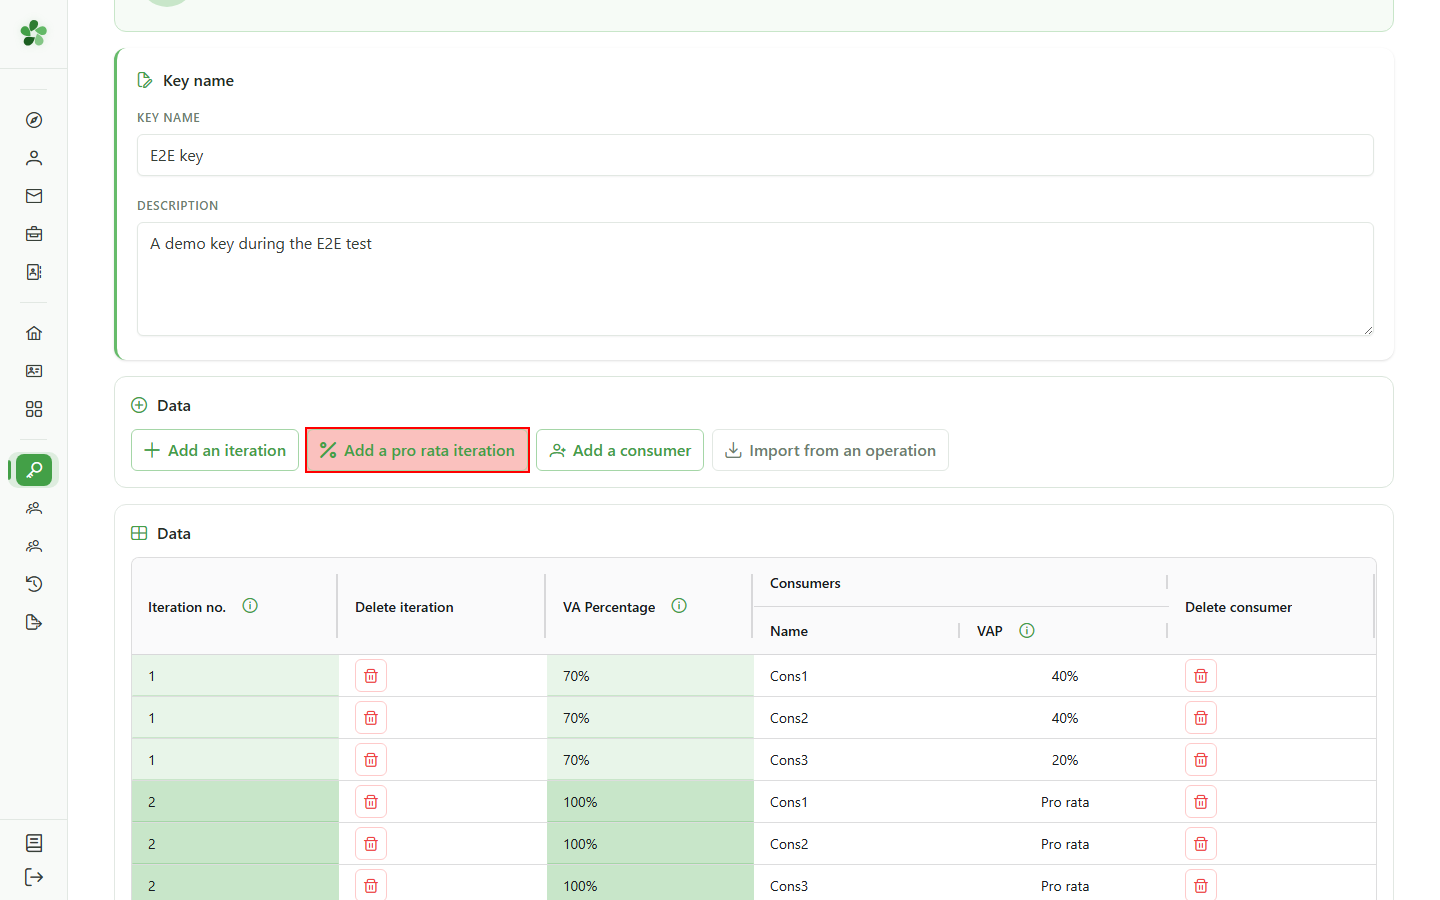 Key name
KEY NAME
E2E key
DESCRIPTION
A demo key during the E2E test
Data
Add an iteration
Add a pro rata iteration
Add a consumer
Import from an operation
Data
Iteration no. Delete iteration VA Percentage Consumers Delete consumer
Name VAP
1 70% Cons1 40%
1 70% Cons2 40%
1 70% Cons3 20%
2 100% Cons1 Pro rata
2 100% Cons2 Pro rata
2 100% Cons3 Pro rata